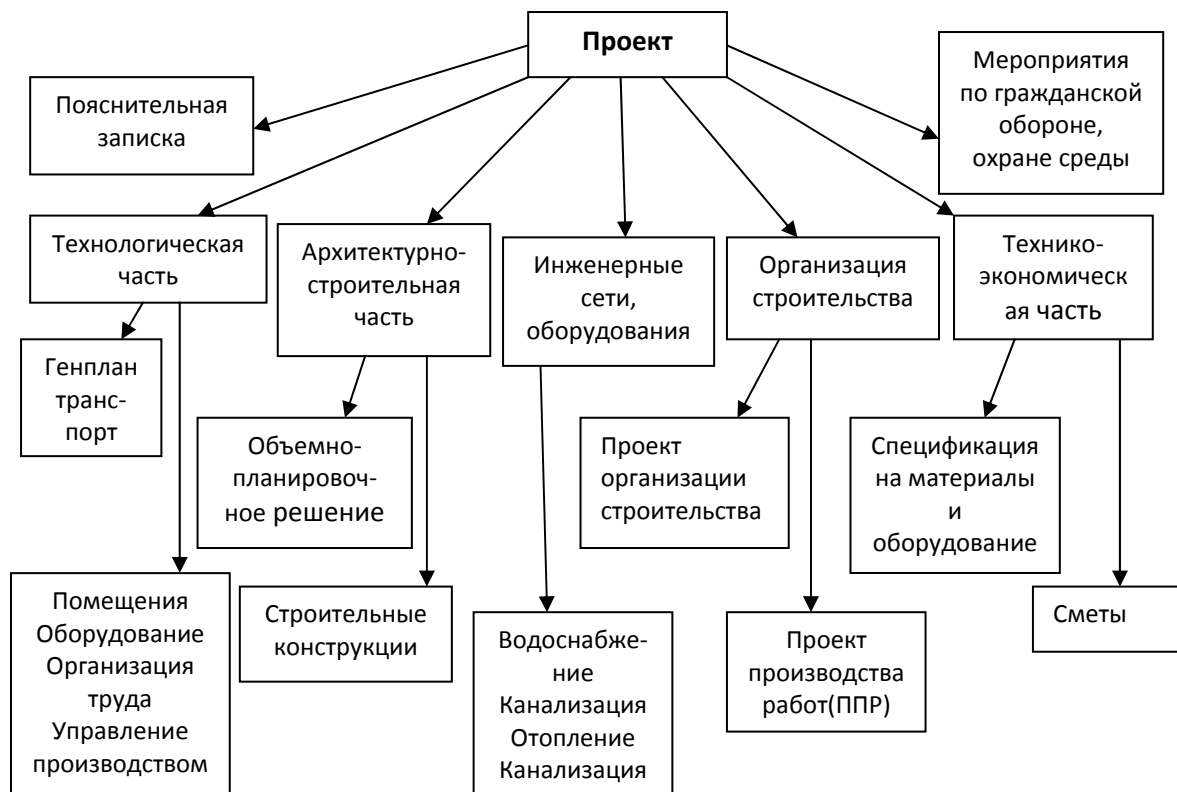 Проект
Пояснительная
записка
Мероприятия
по гражданской
обороне,
охране среды
Технологическая
часть
Архитектурно-
строительная
часть
Инженерные
сети,
оборудования
Организация
строительства
Технико-
экономическ
ая часть
Генплан
транс-
порт
Объемно-
планировоч-
ное решение
Проект
организации
строительства
Спецификация
на материалы
и
оборудование
Помещения
Оборудование
Организация
труда
Управление
производством
Строительные
конструкции
Водоснабже-
ние
Канализация
Отопление
Канализация
Проект
производства
работ(ППР)
Сметы